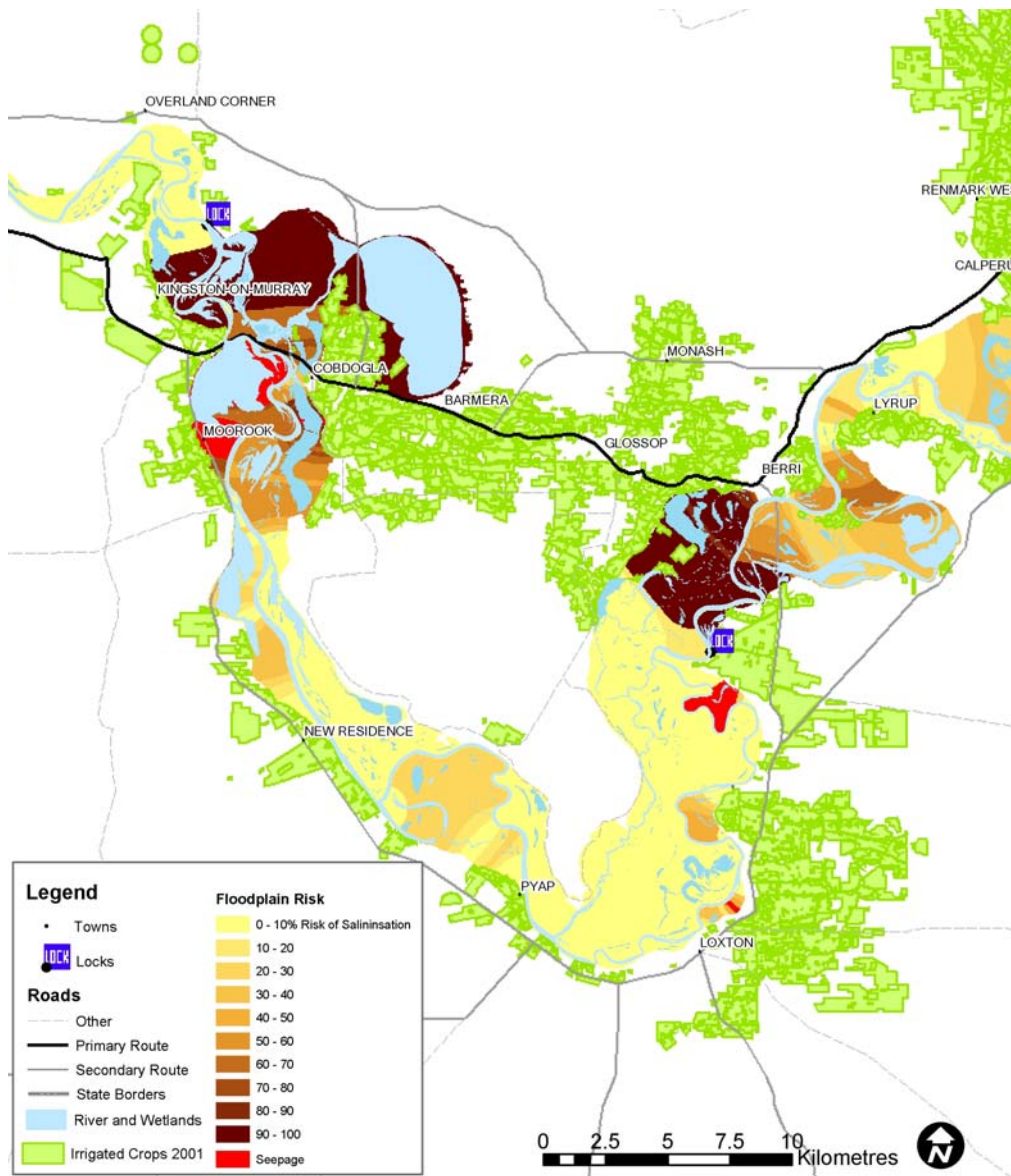 OVERLAND CORNER
RENMARK WE
LOCK
CALPERU
KINGSTON-ON-MURRAY
MONASH
COBDOGLA
BARMERA
LYRUP
MOOROOK
GLOSSOP
BERRI
LOCK
NEW RESIDENCE
PYAP
LOXTON
Legend
Towns
LOCK
Locks
Roads
Other
Primary Route
Secondary Route
State Borders
River and Wetlands
Irrigated Crops 2001
Floodplain Risk
0 - 10% Risk of Salininsation
10 - 20
20 - 30
30 - 40
40 - 50
50 - 60
60 - 70
70 - 80
80 - 90
90 - 100
Seepage
0 2.5 5 7.5 10
Kilometres
N